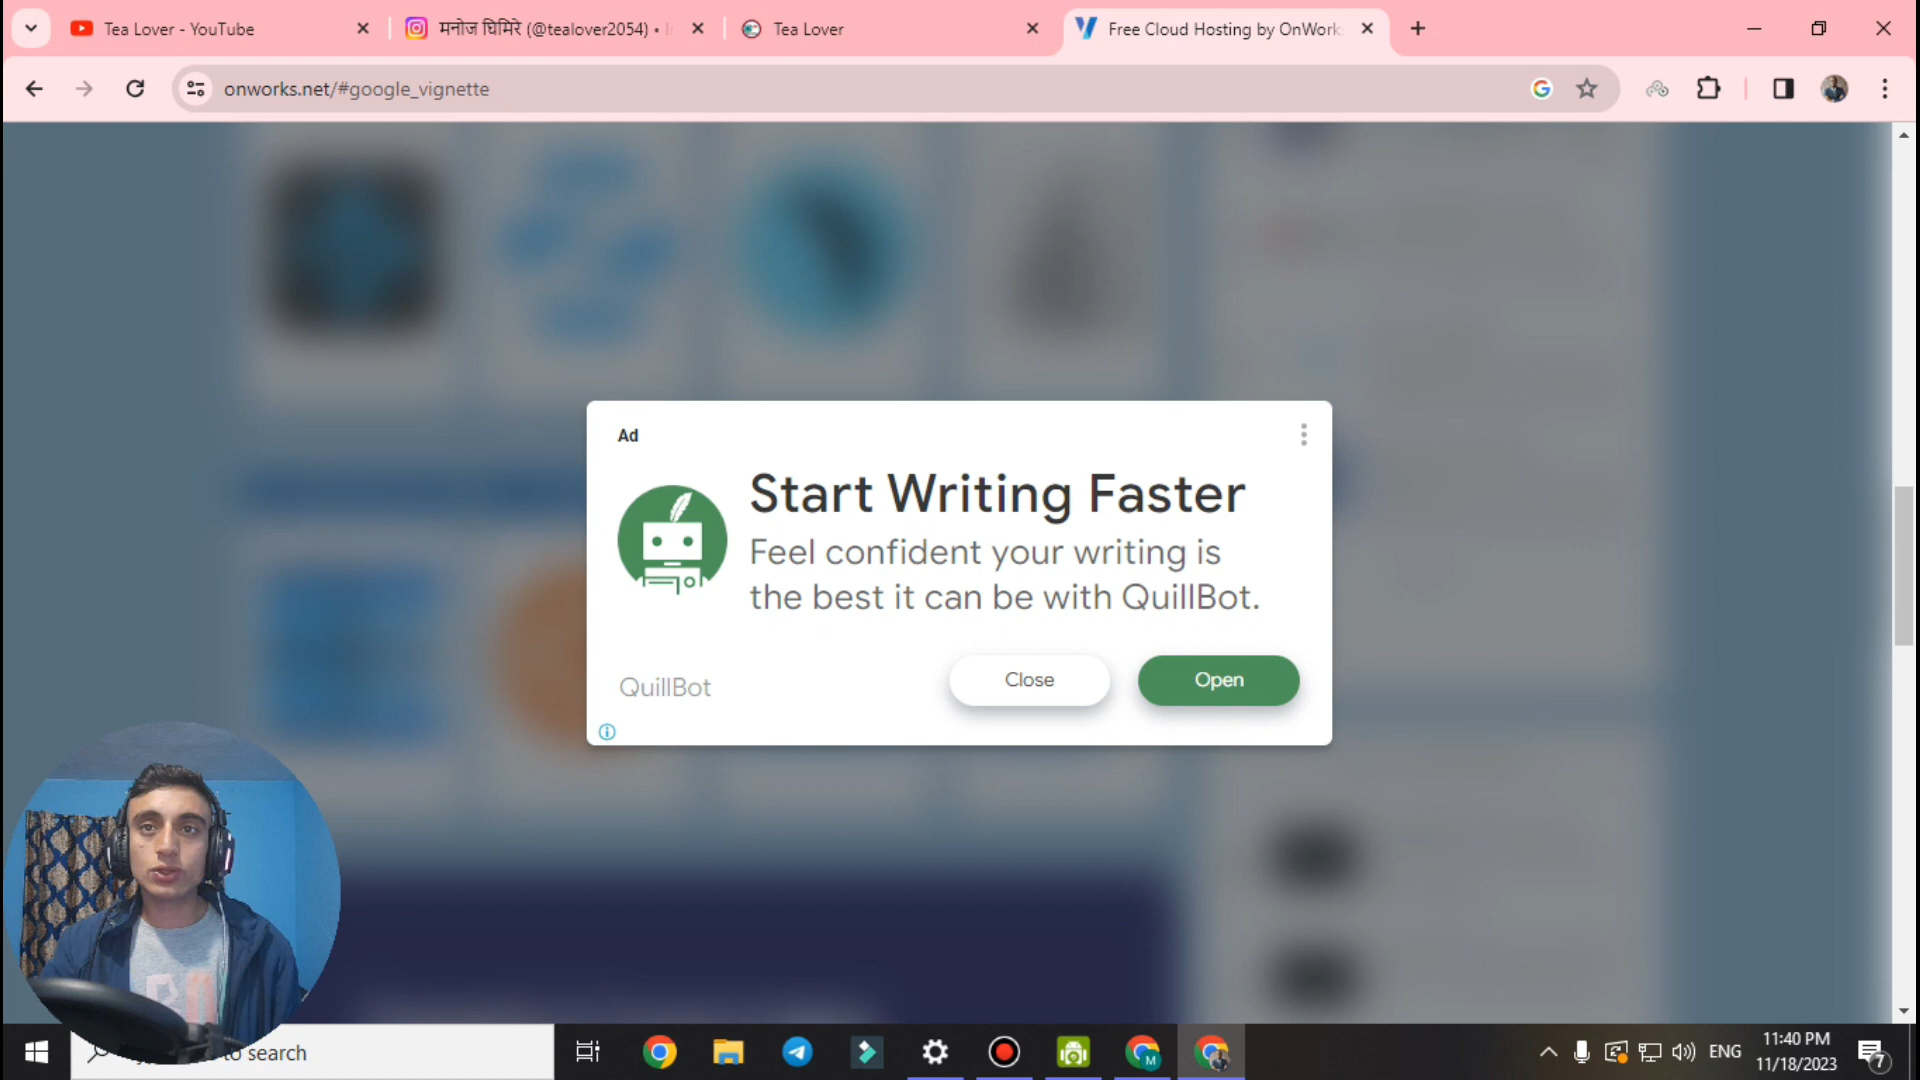 Tea Lover - YouTube
मनोज घिमिरे (@tealover2054) •
Tea Lover
Free Cloud Hosting by OnWork
onworks.net/#google_vignette
Ad
Start Writing Faster
Feel confident your writing is
the best it can be with QuillBot.
QuillBot
Close
Open
to search
M
ENG
11:40 PM
11/18/2023
7